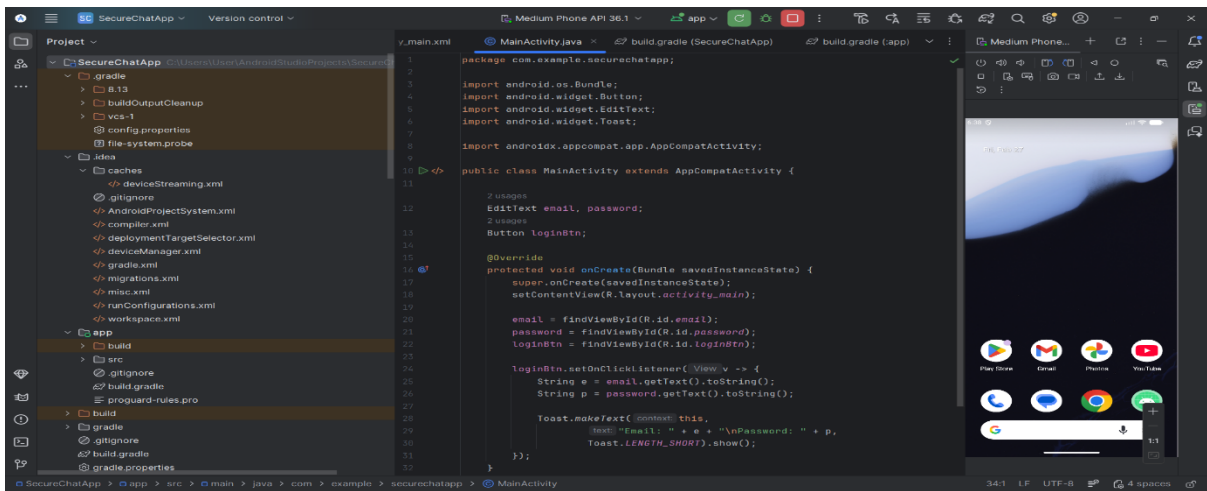 SC SecureChatApp Version control Medium Phone API 36.1 app
Project
SecureChatApp C:\Users\User\AndroidStudioProjects\SecureC
.gradle
8.13
buildOutputCleanup
vcs-1
config.properties
file-system.probe
.idea
caches
deviceStreaming.xml
.gitignore
AndroidProjectSystem.xml
compiler.xml
deploymentTargetSelector.xml
deviceManager.xml
gradle.xml
migrations.xml
misc.xml
runConfigurations.xml
workspace.xml
app
build
src
.gitignore
build.gradle
proguard-rules.pro
build
gradle
.gitignore
build.gradle
gradle.properties
y_main.xml MainActivity.java build.gradle (SecureChatApp) build.gradle (:app)
1 package com.example.securechatapp;
2
3 import android.os.Bundle;
4 import android.widget.Button;
5 import android.widget.EditText;
6 import android.widget.Toast;
7
8 import androidx.appcompat.app.AppCompatActivity;
9
10 public class MainActivity extends AppCompatActivity {
11
2 usages
12 EditText email, password;
2 usages
13 Button loginBtn;
14
15 @Override
16 protected void onCreate(Bundle savedInstanceState) {
17 super.onCreate(savedInstanceState);
18 setContentView(R.layout.activity_main);
19
20 email = findViewById(R.id.email);
21 password = findViewById(R.id.password);
22 loginBtn = findViewById(R.id.loginBtn);
23
24 loginBtn.setOnClickListener( View v -> {
25 String e = email.getText().toString();
26 String p = password.getText().toString();
27
28 Toast.makeText( context: this,
29 text: "Email: " + e + "\nPassword: " + p,
30 Toast.LENGTH_SHORT).show();
31 });
32 }
Medium Phone...
Play Store Gmail Photos YouTube
G
1:1
SecureChatApp > app > src > main > java > com > example > securechatapp > MainActivity 34:1 LF UTF-8 4 spaces